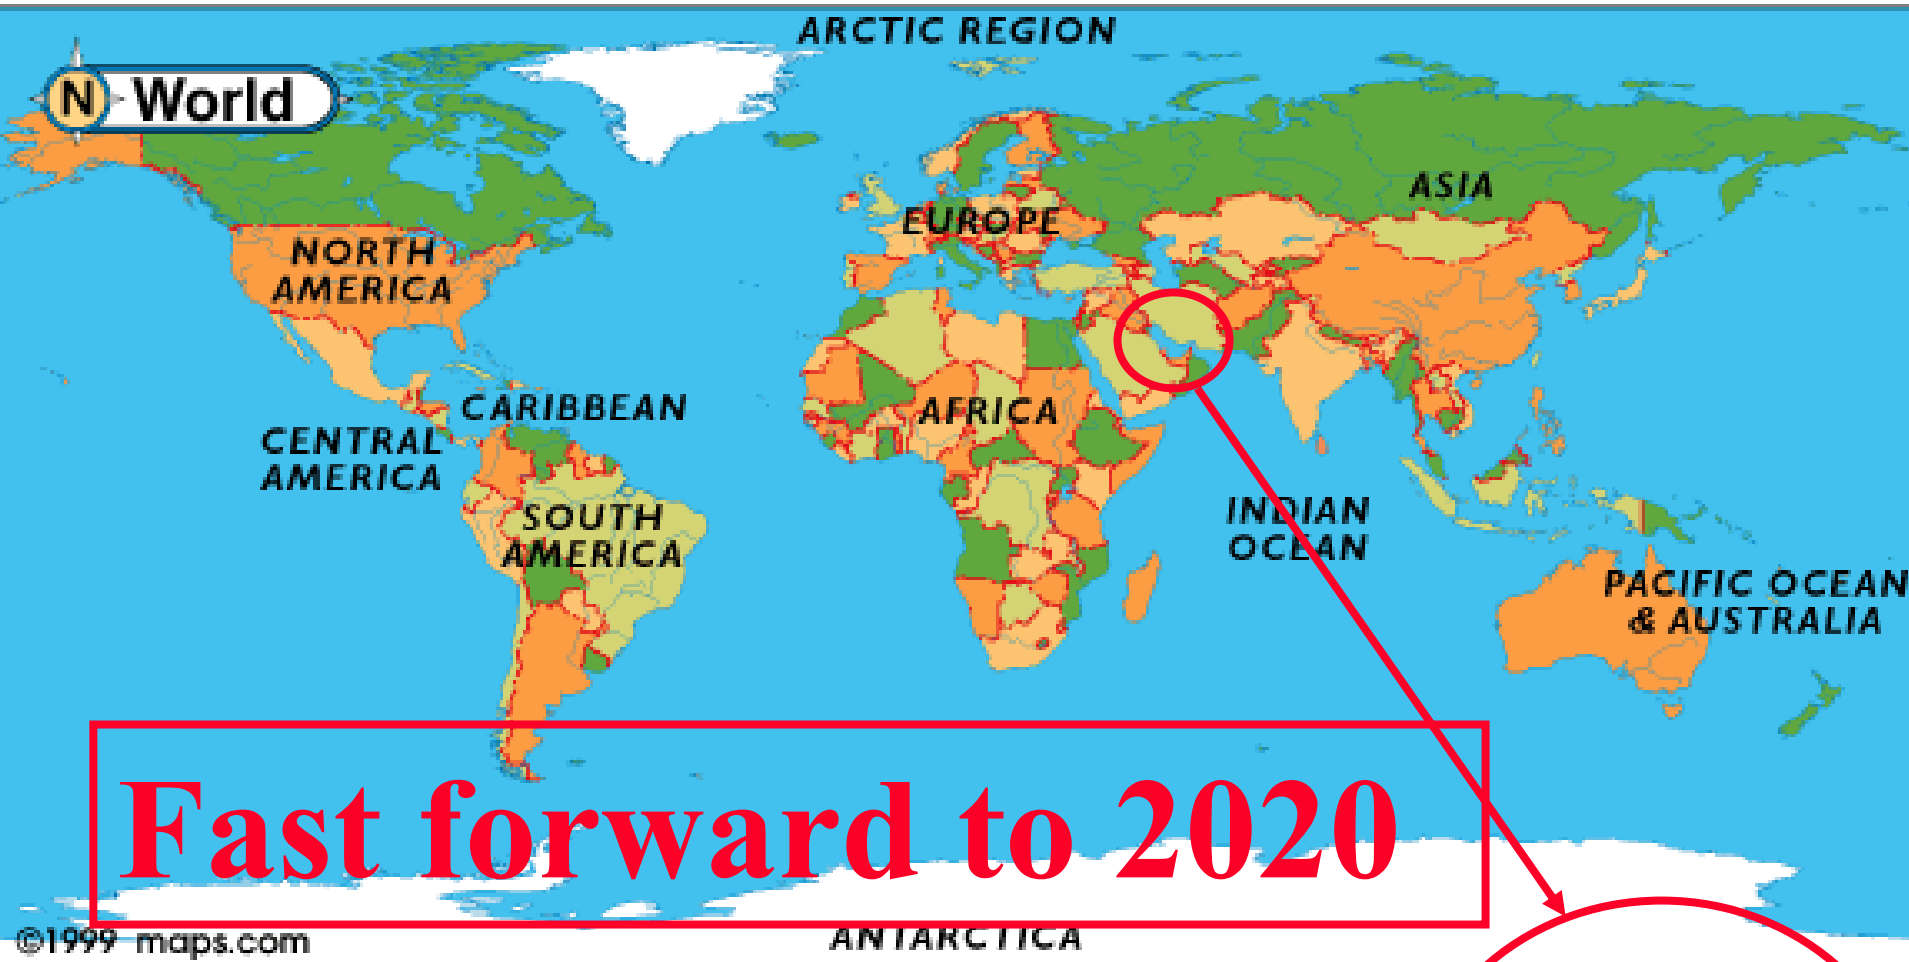 ARCTIC REGION
N World
ASIA
EUROPE
NORTH
AMERICA
CARIBBEAN
AFRICA
CENTRAL
AMERICA
SOUTH
AMERICA
INDIAN
OCEAN
PACIFIC OCEAN
& AUSTRALIA
Fast forward to 2020
ANTARCTICA
©1999 maps.com